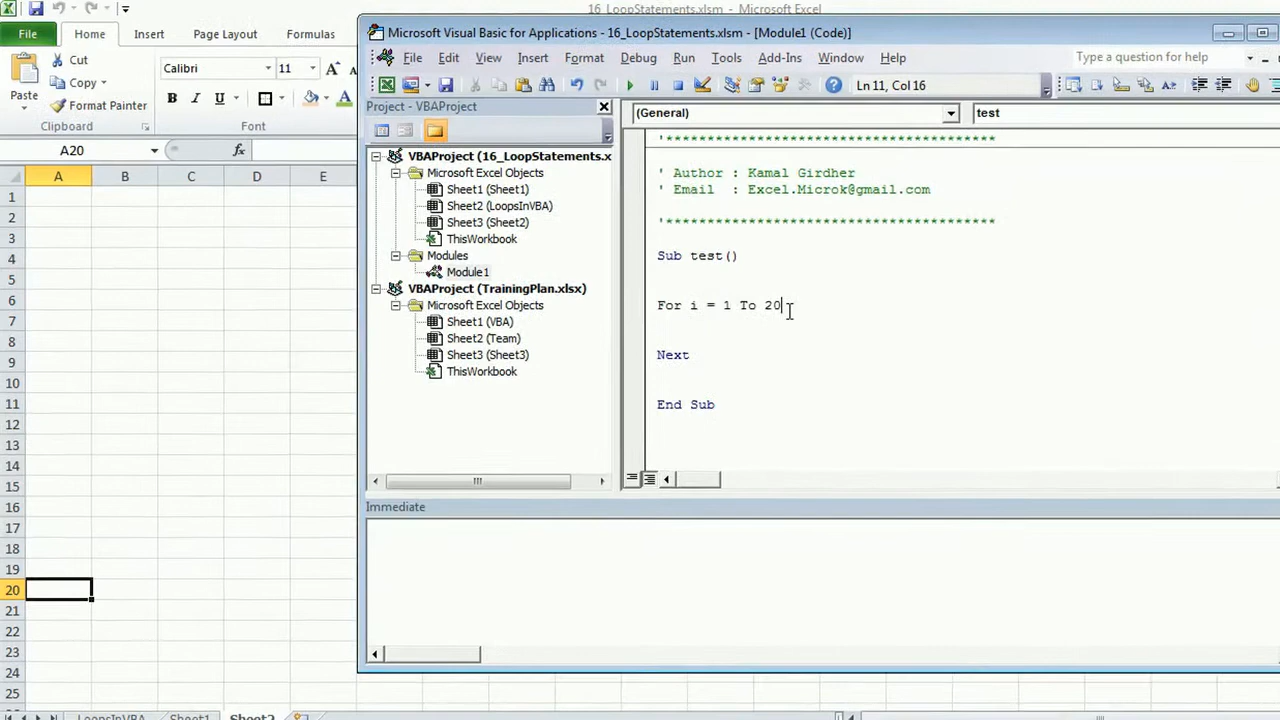 16_LoopStatements.xlsm - Microsoft Excel
File Home Insert Page Layout Formulas
Paste
Cut
Copy
Format Painter
Calibri 11 A
B I U A
Clipboard Font
A20 fx
A B C D E
1
2
3
4
5
6
7
8
9
10
11
12
13
14
15
16
17
18
19
20
21
22
23
24
25
LoopsInVBA Sheet1 Sheet2
Microsoft Visual Basic for Applications - 16_LoopStatements.xlsm - [Module1 (Code)]
File Edit View Insert Format Debug Run Tools Add-Ins Window Help
Type a question for help
Ln 11, Col 16
Project - VBAProject
VBAProject (16_LoopStatements.x
Microsoft Excel Objects
Sheet1 (Sheet1)
Sheet2 (LoopsInVBA)
Sheet3 (Sheet2)
ThisWorkbook
Modules
Module1
VBAProject (TrainingPlan.xlsx)
Microsoft Excel Objects
Sheet1 (VBA)
Sheet2 (Team)
Sheet3 (Sheet3)
ThisWorkbook
(General) test
'****************************************
' Author : Kamal Girdher
' Email : Excel.Microk@gmail.com
'****************************************
Sub test()
For i = 1 To 20
Next
End Sub
Immediate